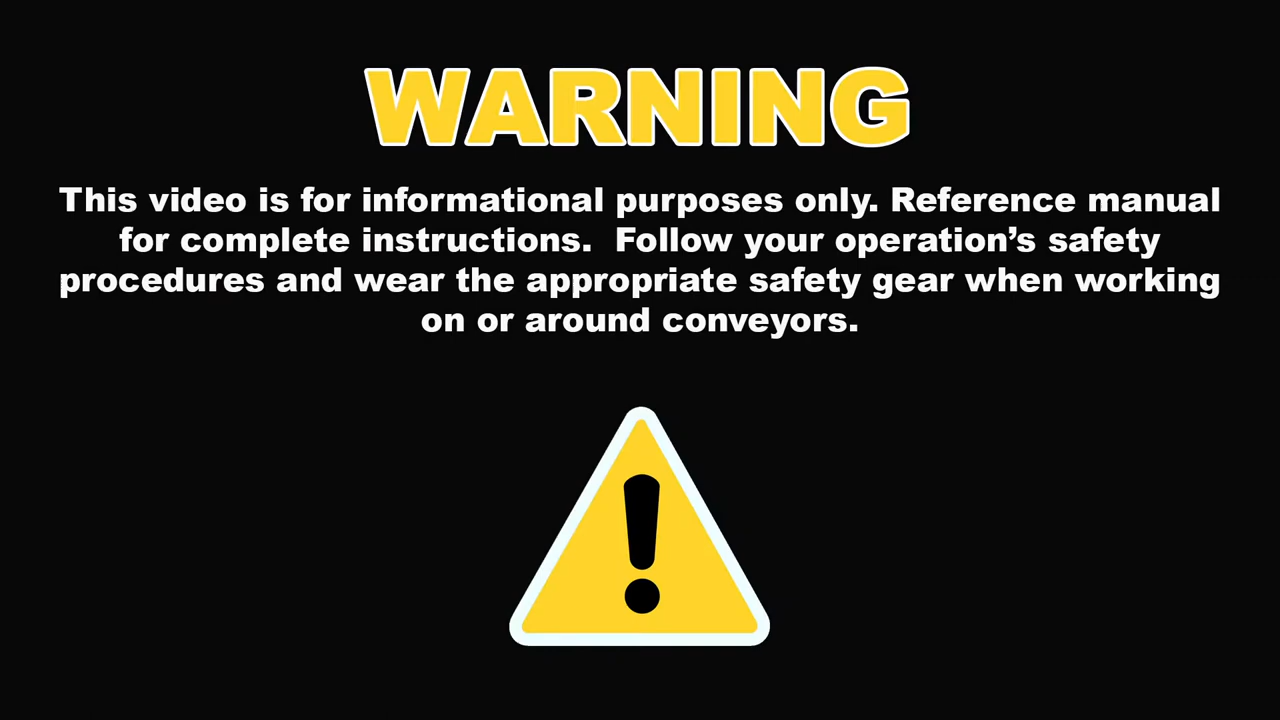 WARNING
This video is for informational purposes only. Reference manual
for complete instructions.  Follow your operation’s safety
procedures and wear the appropriate safety gear when working
on or around conveyors.
!